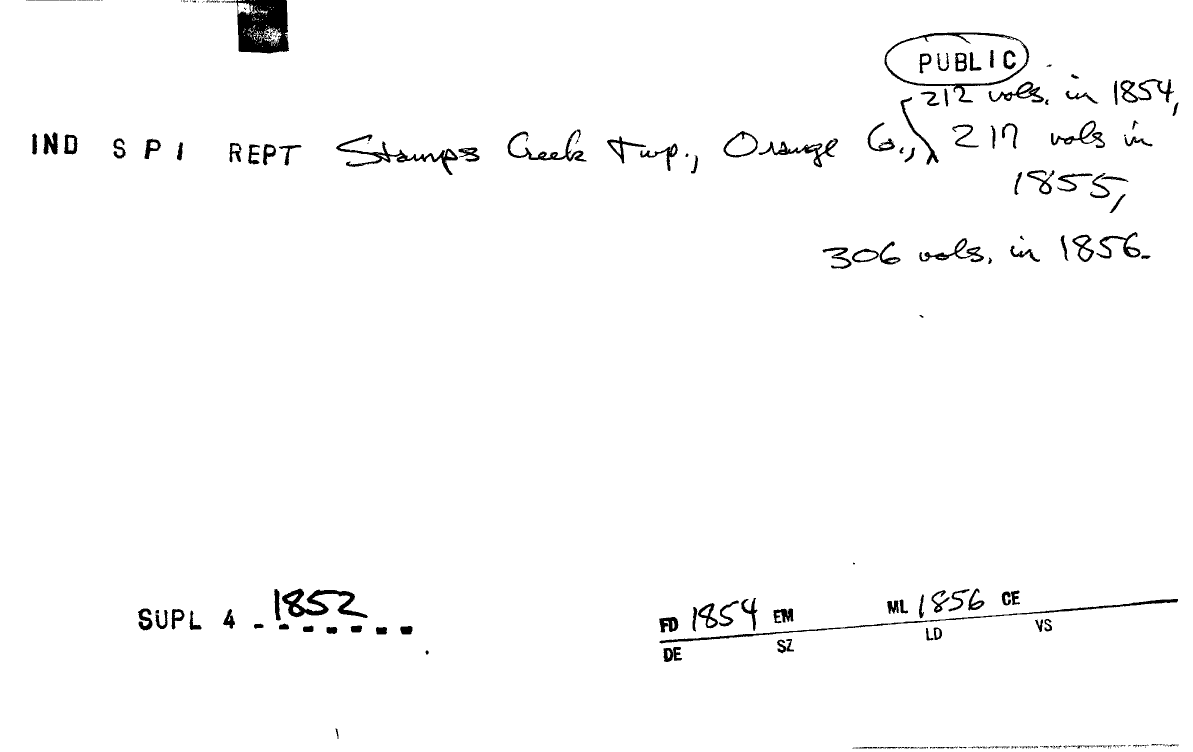 PUBLIC
212 vols. in 1854,
IND S P I REPT Stamps Creek Twp., Orange Co., 217 vols in
1855,
306 vols. in 1856.
SUPL 4 1852
FD 1854 EM ML 1856 CE
DE SZ LD VS